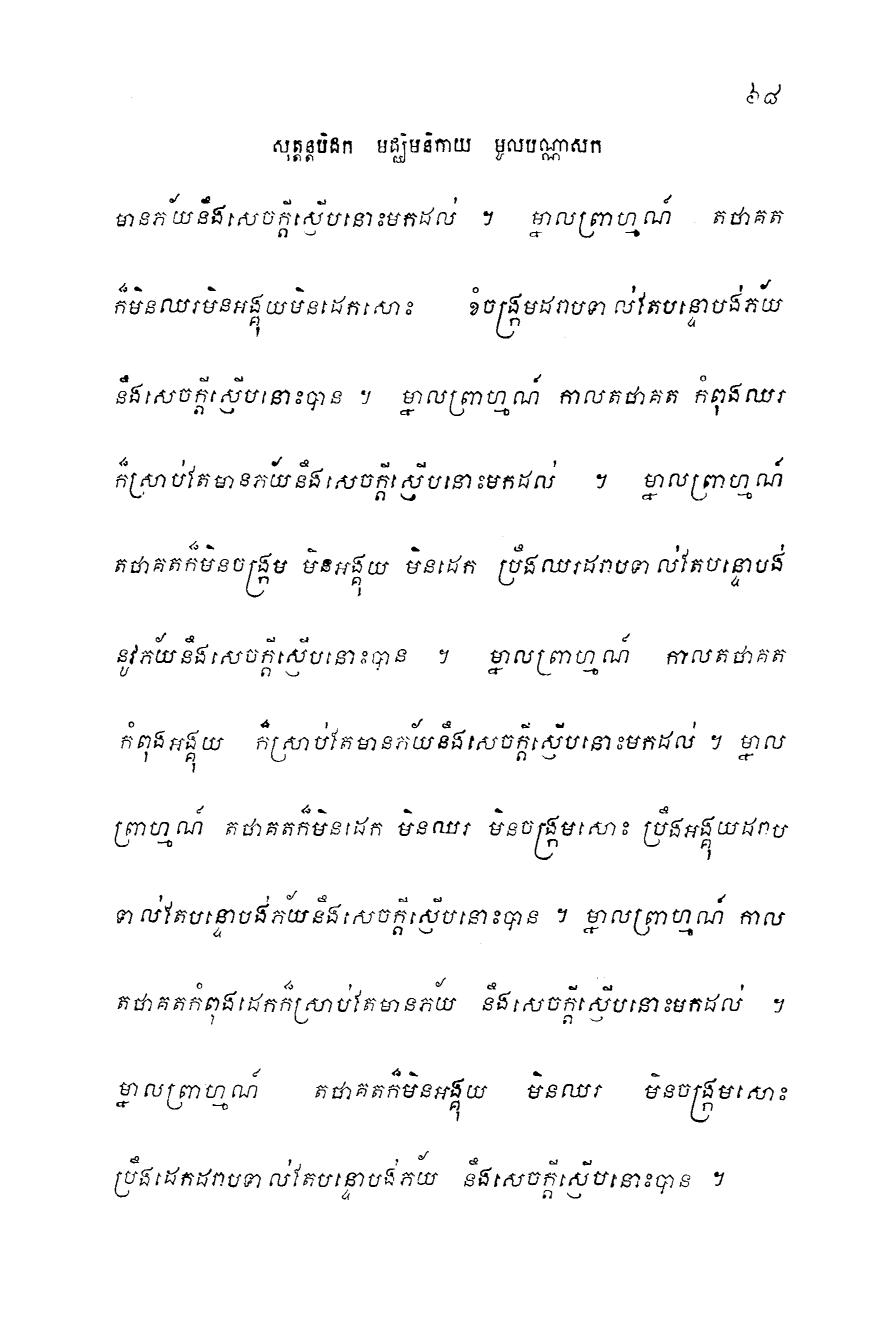 ៦៨
សុត្តន្តបិដក មជ្ឈិមនិកាយ មូលបណ្ណាសក
មានភ័យនឹងសេចក្តីស្ញើបនោះមកដល់ ។ ម្នាលព្រាហ្មណ៍ តថាគត
ក៏មិនឈរមិនអង្គុយមិនដេកសោះ ខំចង្ក្រមដរាបទាល់តែបន្ទោបង់ភ័យ
នឹងសេចក្តីស្ញើបនោះបាន ។ ម្នាលព្រាហ្មណ៍ កាលតថាគត កំពុងឈរ
ក៏ស្រាប់តែមានភ័យនឹងសេចក្តីស្ញើបនោះមកដល់ ។ ម្នាលព្រាហ្មណ៍
តថាគតក៏មិនចង្ក្រម មិនអង្គុយ មិនដេក ប្រឹងឈរដរាបទាល់តែបន្ទោបង់
នូវភ័យនឹងសេចក្តីស្ញើបនោះបាន ។ ម្នាលព្រាហ្មណ៍ កាលតថាគត
កំពុងអង្គុយ ក៏ស្រាប់តែមានភ័យនឹងសេចក្តីស្ញើបនោះមកដល់ ។ ម្នាល
ព្រាហ្មណ៍ តថាគតក៏មិនដេក មិនឈរ មិនចង្ក្រមសោះ ប្រឹងអង្គុយដរាប
ទាល់តែបន្ទោបង់ភ័យនឹងសេចក្តីស្ញើបនោះបាន ។ ម្នាលព្រាហ្មណ៍ កាល
តថាគតកំពុងដេកក៏ស្រាប់តែមានភ័យ នឹងសេចក្តីស្ញើបនោះមកដល់ ។
ម្នាលព្រាហ្មណ៍ តថាគតក៏មិនអង្គុយ មិនឈរ មិនចង្ក្រមសោះ
ប្រឹងដេកដរាបទាល់តែបន្ទោបង់ភ័យ នឹងសេចក្តីស្ញើបនោះបាន ។